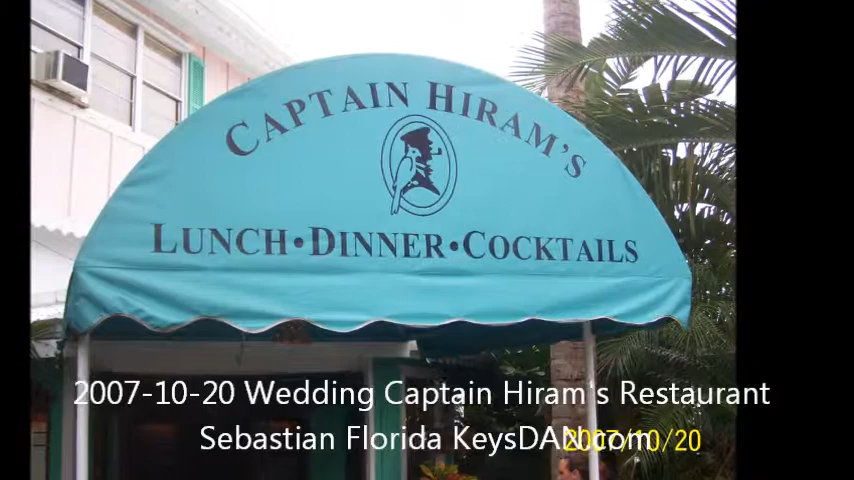 CAPTAIN HIRAM'S
LUNCH • DINNER • COCKTAILS
2007-10-20 Wedding Captain Hiram's Restaurant
Sebastian Florida KeysDAN.com
2007/10/20